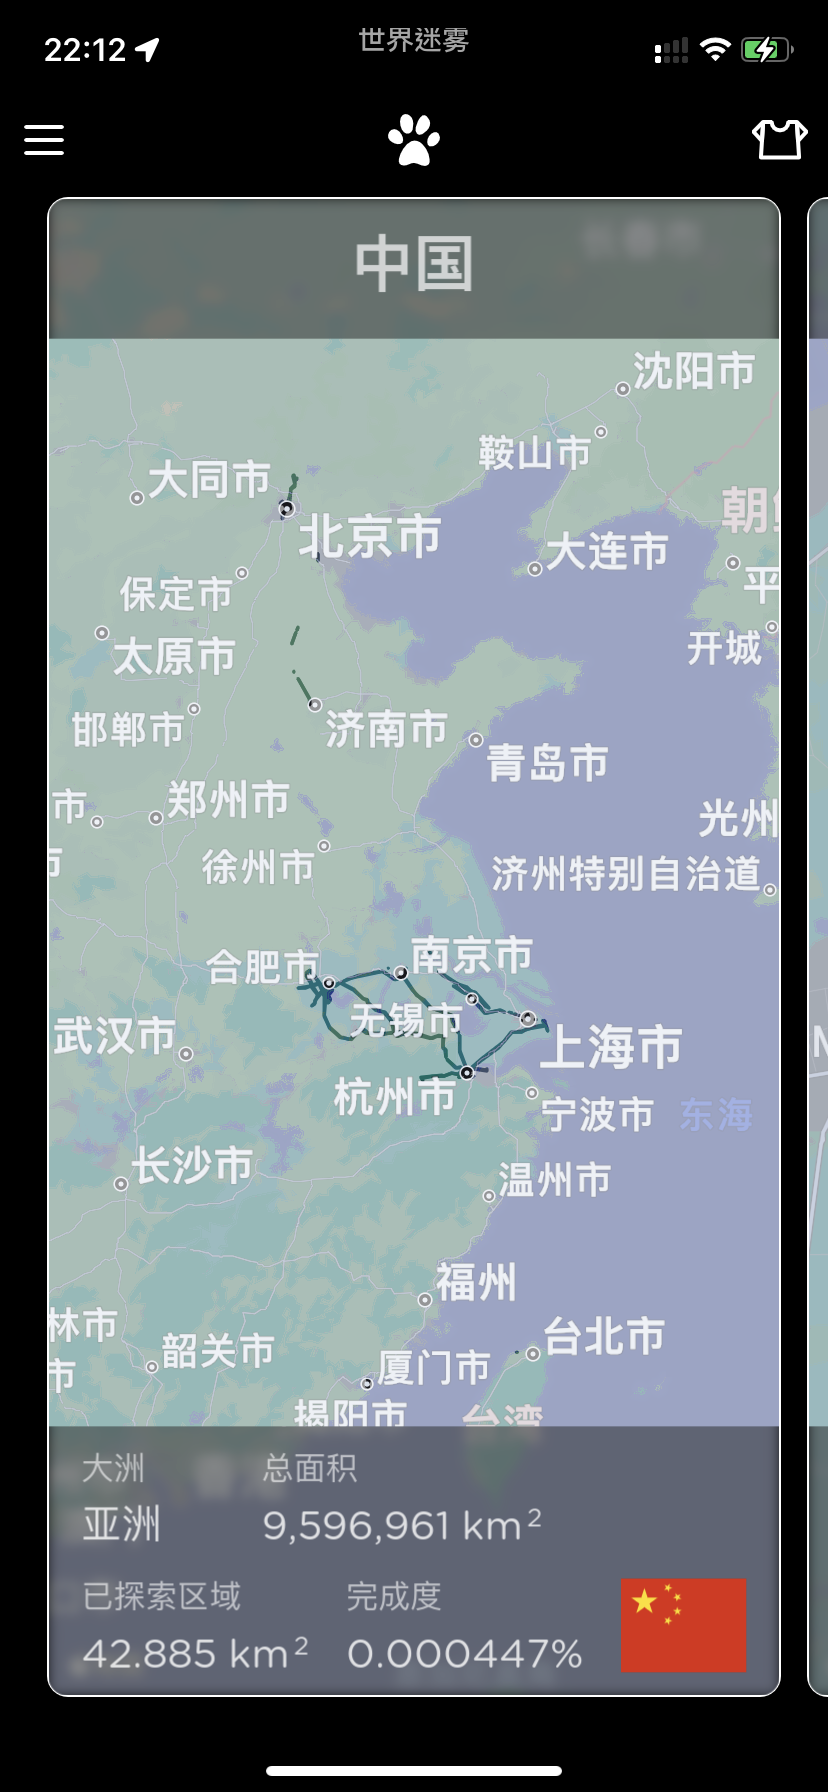 22:12
世界迷雾
中国
沈阳市
鞍山市
大同市
北京市
朝
大连市
保定市
平
太原市
开城
邯郸市
济南市
青岛市
郑州市
市
光州
徐州市
济州特别自治道
南京市
合肥市
无锡市
武汉市
上海市
杭州市
宁波市
东海
长沙市
温州市
福州
林市
台北市
韶关市
厦门市
市
揭阳市
台湾
大洲
总面积
亚洲
9,596,961 km²
已探索区域
完成度
42.885 km²
0.000447%